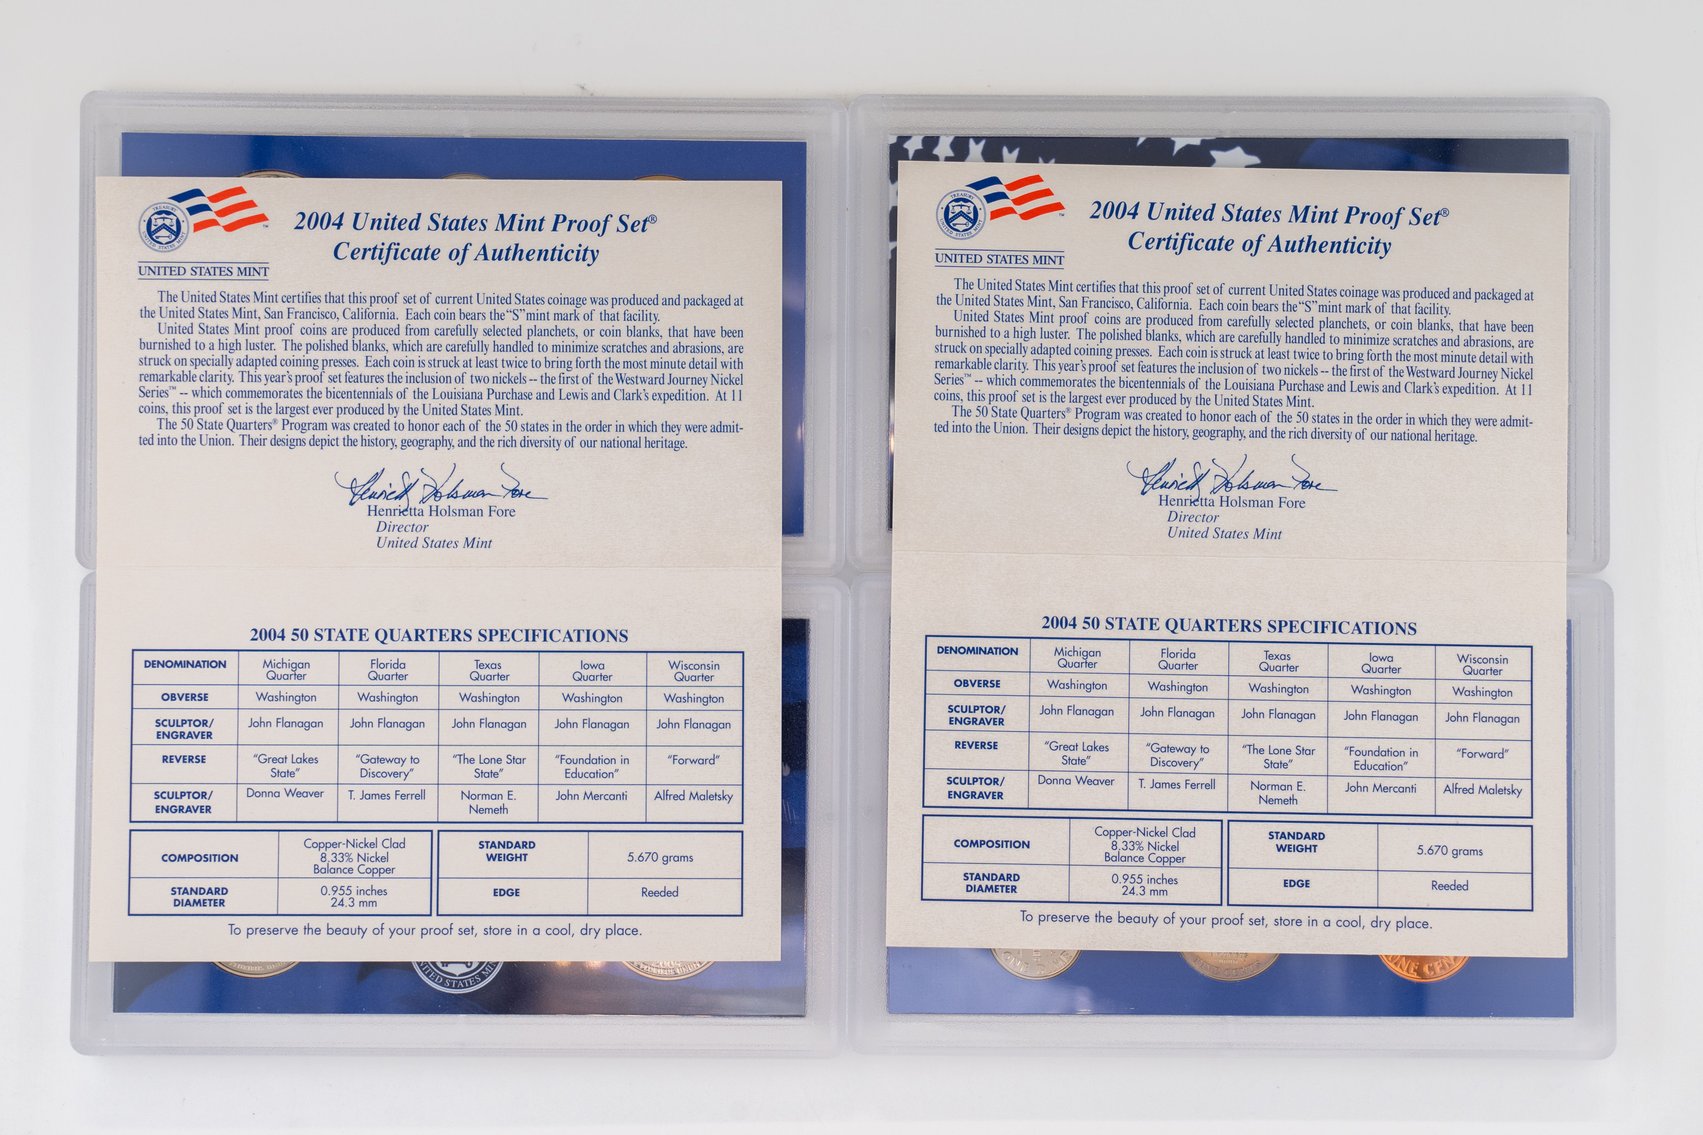 2004 United States Mint Proof Set®
Certificate of Authenticity
UNITED STATES MINT
The United States Mint certifies that this proof set of current United States coinage was produced and packaged at
the United States Mint, San Francisco, California. Each coin bears the "S" mint mark of that facility.
United States Mint proof coins are produced from carefully selected planchets, or coin blanks, that have been
burnished to a high luster. The polished blanks, which are carefully handled to minimize scratches and abrasions, are
struck on specially adapted coining presses. Each coin is struck at least twice to bring forth the most minute detail with
remarkable clarity. This year's proof set features the inclusion of two nickels -- the first of the Westward Journey Nickel
Series™ -- which commemorates the bicentennials of the Louisiana Purchase and Lewis and Clark's expedition. At 11
coins, this proof set is the largest ever produced by the United States Mint.
The 50 State Quarters® Program was created to honor each of the 50 states in the order in which they were admit-
ted into the Union. Their designs depict the history, geography, and the rich diversity of our national heritage.
Henrietta Holsman Fore
Henrietta Holsman Fore
Director
United States Mint
2004 50 STATE QUARTERS SPECIFICATIONS
DENOMINATION Michigan Quarter Florida Quarter Texas Quarter Iowa Quarter Wisconsin Quarter
OBVERSE Washington Washington Washington Washington Washington
SCULPTOR/ENGRAVER John Flanagan John Flanagan John Flanagan John Flanagan John Flanagan
REVERSE "Great Lakes State" "Gateway to Discovery" "The Lone Star State" "Foundation in Education" "Forward"
SCULPTOR/ENGRAVER Donna Weaver T. James Ferrell Norman E. Nemeth John Mercanti Alfred Maletsky
COMPOSITION Copper-Nickel Clad 8.33% Nickel Balance Copper STANDARD WEIGHT 5.670 grams
STANDARD DIAMETER 0.955 inches 24.3 mm EDGE Reeded
To preserve the beauty of your proof set, store in a cool, dry place.
UNITED STATES
2004 United States Mint Proof Set®
Certificate of Authenticity
UNITED STATES MINT
The United States Mint certifies that this proof set of current United States coinage was produced and packaged at
the United States Mint, San Francisco, California. Each coin bears the "S" mint mark of that facility.
United States Mint proof coins are produced from carefully selected planchets, or coin blanks, that have been
burnished to a high luster. The polished blanks, which are carefully handled to minimize scratches and abrasions, are
struck on specially adapted coining presses. Each coin is struck at least twice to bring forth the most minute detail with
remarkable clarity. This year's proof set features the inclusion of two nickels -- the first of the Westward Journey Nickel
Series™ -- which commemorates the bicentennials of the Louisiana Purchase and Lewis and Clark's expedition. At 11
coins, this proof set is the largest ever produced by the United States Mint.
The 50 State Quarters® Program was created to honor each of the 50 states in the order in which they were admit-
ted into the Union. Their designs depict the history, geography, and the rich diversity of our national heritage.
Henrietta Holsman Fore
Henrietta Holsman Fore
Director
United States Mint
2004 50 STATE QUARTERS SPECIFICATIONS
DENOMINATION Michigan Quarter Florida Quarter Texas Quarter Iowa Quarter Wisconsin Quarter
OBVERSE Washington Washington Washington Washington Washington
SCULPTOR/ENGRAVER John Flanagan John Flanagan John Flanagan John Flanagan John Flanagan
REVERSE "Great Lakes State" "Gateway to Discovery" "The Lone Star State" "Foundation in Education" "Forward"
SCULPTOR/ENGRAVER Donna Weaver T. James Ferrell Norman E. Nemeth John Mercanti Alfred Maletsky
COMPOSITION Copper-Nickel Clad 8.33% Nickel Balance Copper STANDARD WEIGHT 5.670 grams
STANDARD DIAMETER 0.955 inches 24.3 mm EDGE Reeded
To preserve the beauty of your proof set, store in a cool, dry place.
ONE CEN